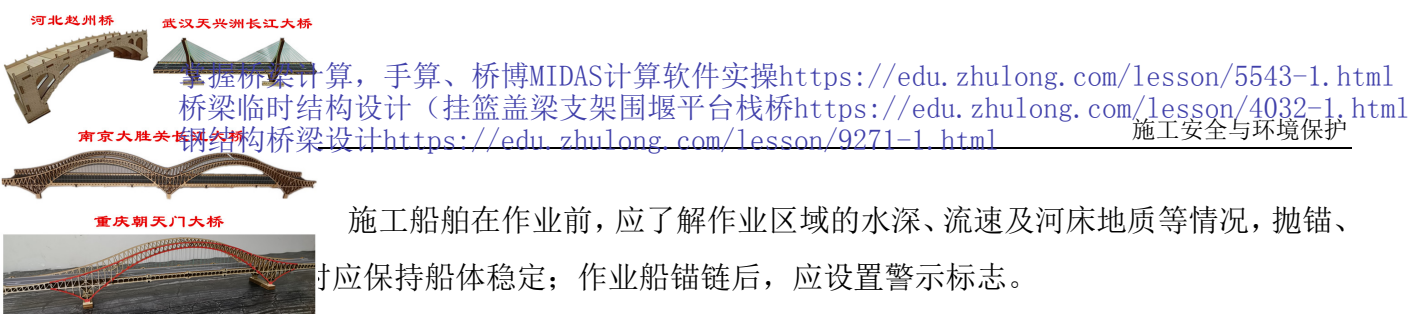 河北赵州桥
武汉天兴洲长江大桥
掌握桥梁计算，手算、桥博MIDAS计算软件实操https://edu.zhulong.com/lesson/5543-1.html
桥梁临时结构设计（挂篮盖梁支架围堰平台栈桥https://edu.zhulong.com/lesson/4032-1.html
南京大胜关长江大桥
钢结构桥梁设计https://edu.zhulong.com/lesson/9271-1.html
施工安全与环境保护
重庆朝天门大桥
施工船舶在作业前，应了解作业区域的水深、流速及河床地质等情况，抛锚、
时应保持船体稳定；作业船锚链后，应设置警示标志。